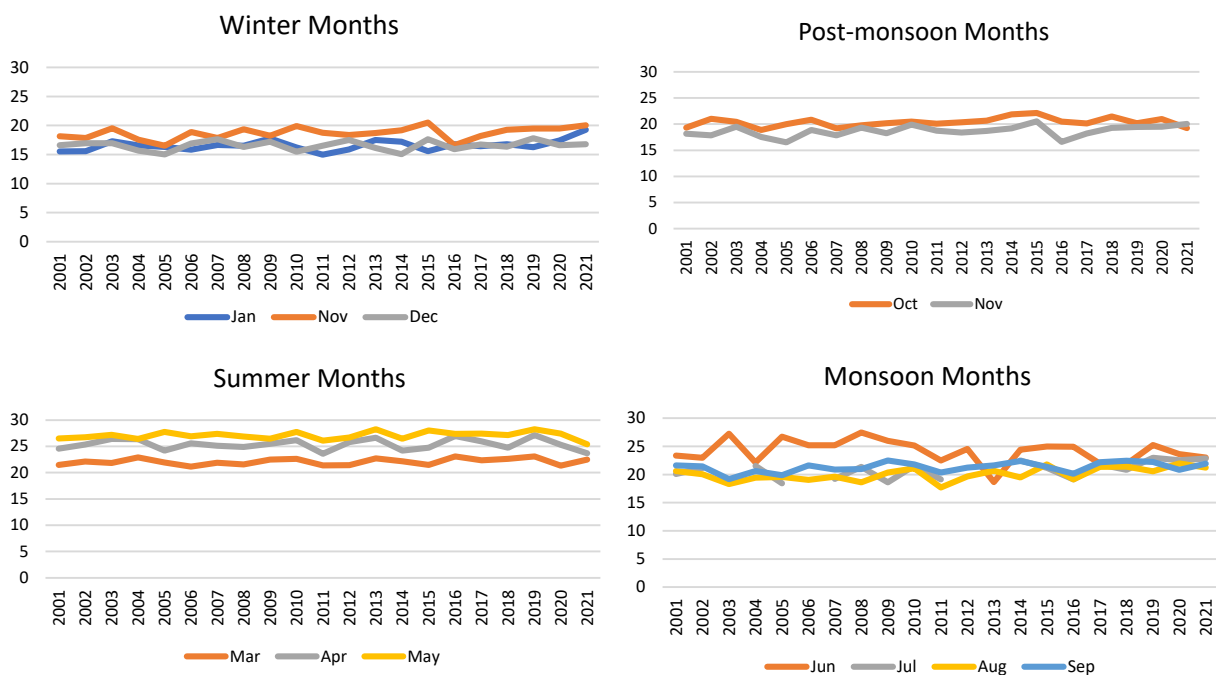 Winter Months
30
25
20
15
10
5
0
2001 2002 2003 2004 2005 2006 2007 2008 2009 2010 2011 2012 2013 2014 2015 2016 2017 2018 2019 2020 2021
Jan Nov Dec
Post-monsoon Months
30
25
20
15
10
5
0
2001 2002 2003 2004 2005 2006 2007 2008 2009 2010 2011 2012 2013 2014 2015 2016 2017 2018 2019 2020 2021
Oct Nov
Summer Months
30
25
20
15
10
5
0
2001 2002 2003 2004 2005 2006 2007 2008 2009 2010 2011 2012 2013 2014 2015 2016 2017 2018 2019 2020 2021
Mar Apr May
Monsoon Months
30
25
20
15
10
5
0
2001 2002 2003 2004 2005 2006 2007 2008 2009 2010 2011 2012 2013 2014 2015 2016 2017 2018 2019 2020 2021
Jun Jul Aug Sep